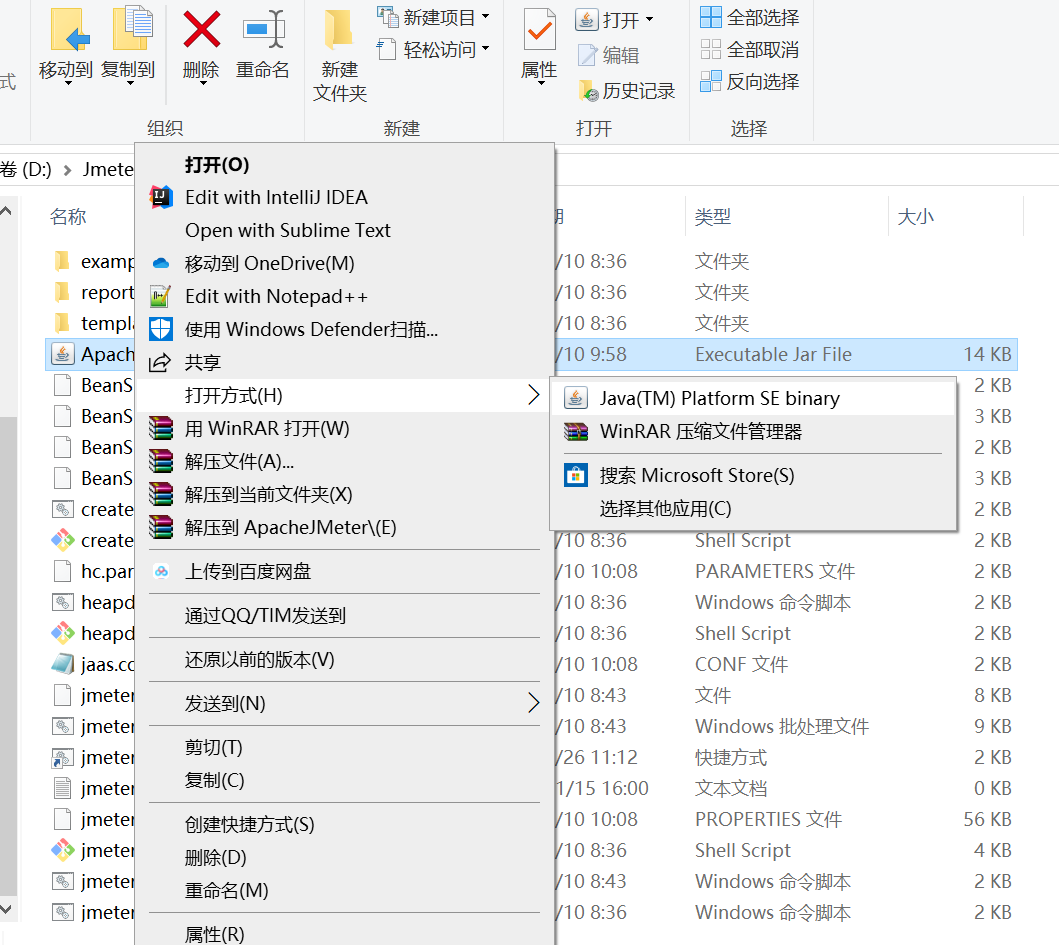 式
移动到 复制到 删除 重命名 新建
文件夹
新建项目
轻松访问
属性
打开
编辑
历史记录
全部选择
全部取消
反向选择
组织 新建 打开 选择
卷 (D:) > Jmete
名称 期 类型 大小
examp /10 8:36 文件夹
report /10 8:36 文件夹
templa /10 8:36 文件夹
Apach /10 9:58 Executable Jar File 14 KB
BeanS 2 KB
BeanS 3 KB
BeanS 2 KB
BeanS 3 KB
create 2 KB
create /10 8:36 Shell Script 2 KB
hc.par /10 10:08 PARAMETERS 文件 2 KB
heapd /10 8:36 Windows 命令脚本 2 KB
heapd /10 8:36 Shell Script 2 KB
jaas.co /10 10:08 CONF 文件 2 KB
jmeter /10 8:43 文件 8 KB
jmeter /10 8:43 Windows 批处理文件 9 KB
jmeter /26 11:12 快捷方式 2 KB
jmeter 1/15 16:00 文本文档 0 KB
jmeter /10 10:08 PROPERTIES 文件 56 KB
jmeter /10 8:36 Shell Script 4 KB
jmeter /10 8:43 Windows 命令脚本 2 KB
jmeter /10 8:36 Windows 命令脚本 2 KB
打开(O)
Edit with IntelliJ IDEA
Open with Sublime Text
移动到 OneDrive(M)
Edit with Notepad++
使用 Windows Defender扫描...
共享
打开方式(H)
用 WinRAR 打开(W)
解压文件(A)...
解压到当前文件夹(X)
解压到 ApacheJMeter\(E)
上传到百度网盘
通过QQ/TIM发送到
还原以前的版本(V)
发送到(N)
剪切(T)
复制(C)
创建快捷方式(S)
删除(D)
重命名(M)
属性(R)
Java(TM) Platform SE binary
WinRAR 压缩文件管理器
搜索 Microsoft Store(S)
选择其他应用(C)